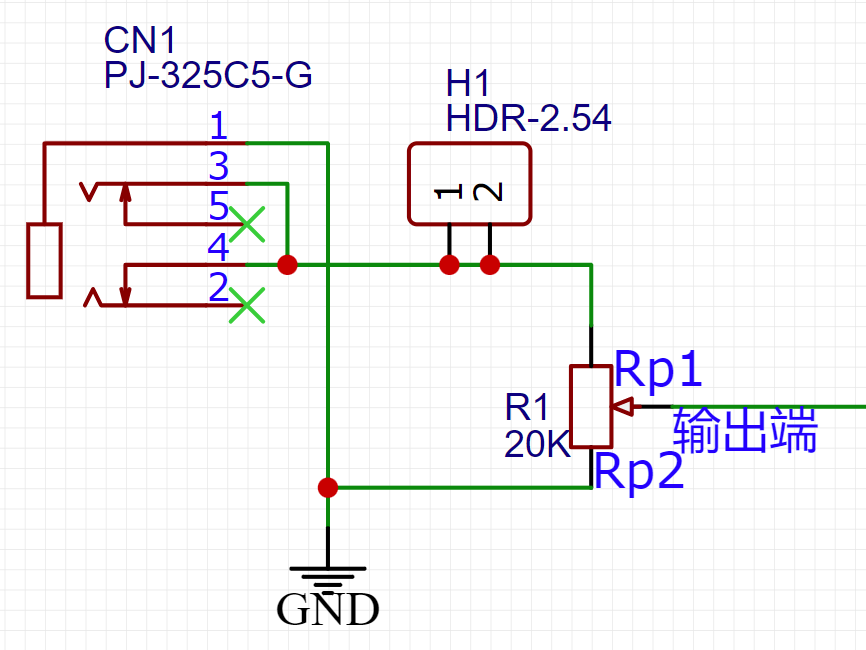 CN1
PJ-325C5-G
1
3
5
4
2
H1
HDR-2.54
1 2
Rp1
R1
20K
输出端
Rp2
GND